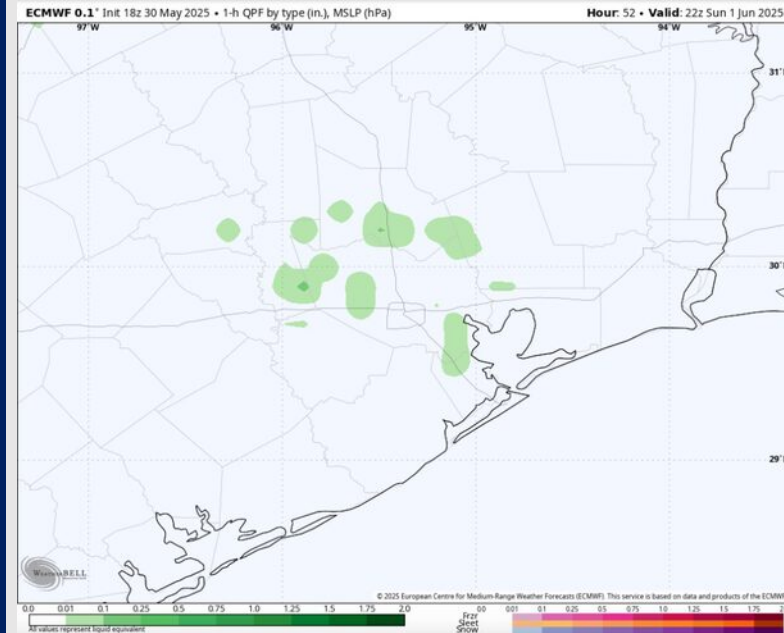 ECMWF 0.1° Init 18z 30 May 2025 • 1-h QPF by type (in.), MSLP (hPa) Hour: 52 • Valid: 22z Sun 1 Jun 2025
97°W 96°W 95°W 94°W
31°
30°
29°
WeatherBELL
© 2025 European Centre for Medium-Range Weather Forecasts (ECMWF). This service is based on data and products of the ECMWF
0.0 0.01 0.1 0.25 0.5 0.75 1.0 1.25 1.5 1.75 2.0
All values represent liquid equivalent
Frzr
Sleet
Snow
0.0 0.01 0.1 0.25 0.5 0.75 1.0 1.25 1.5 1.75